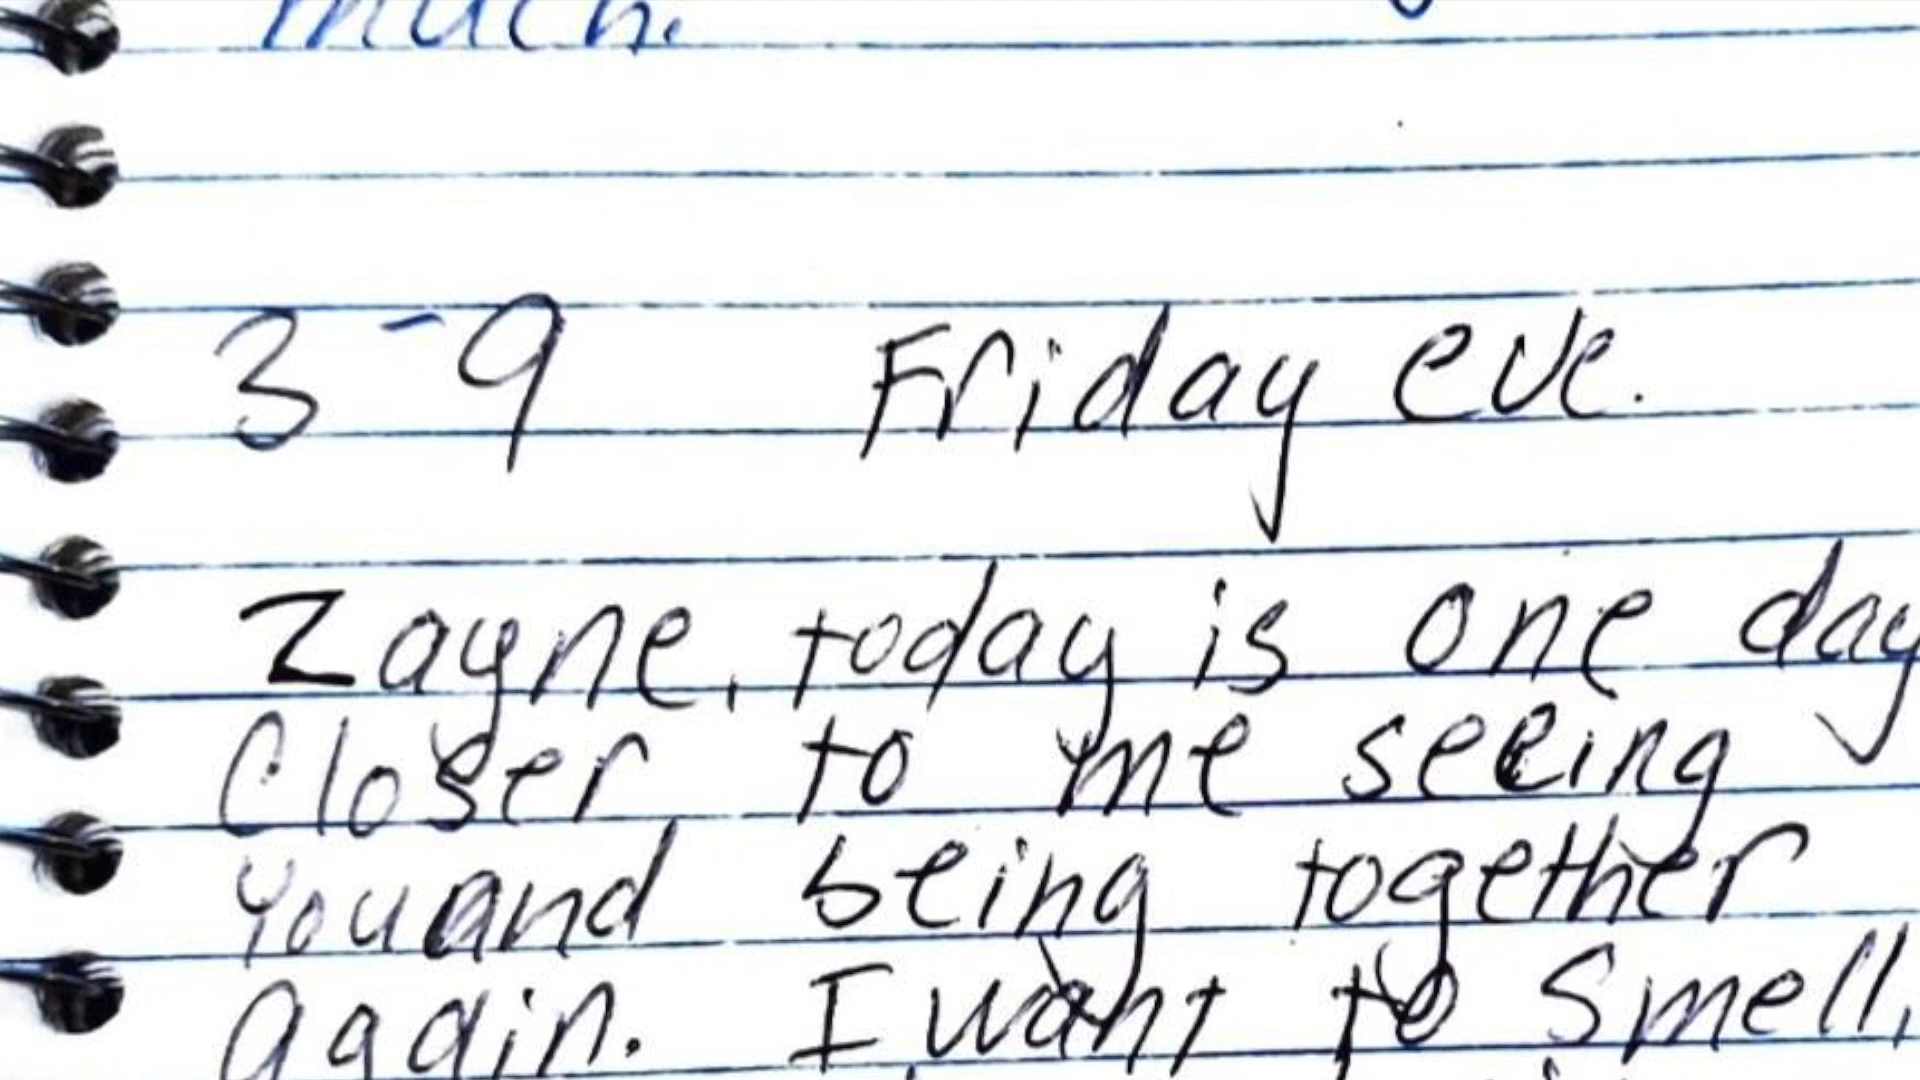 much.
3-9 Friday eve.
Zayne, today is one day
Closer to me seeing
you and being together
again. I want to smell,